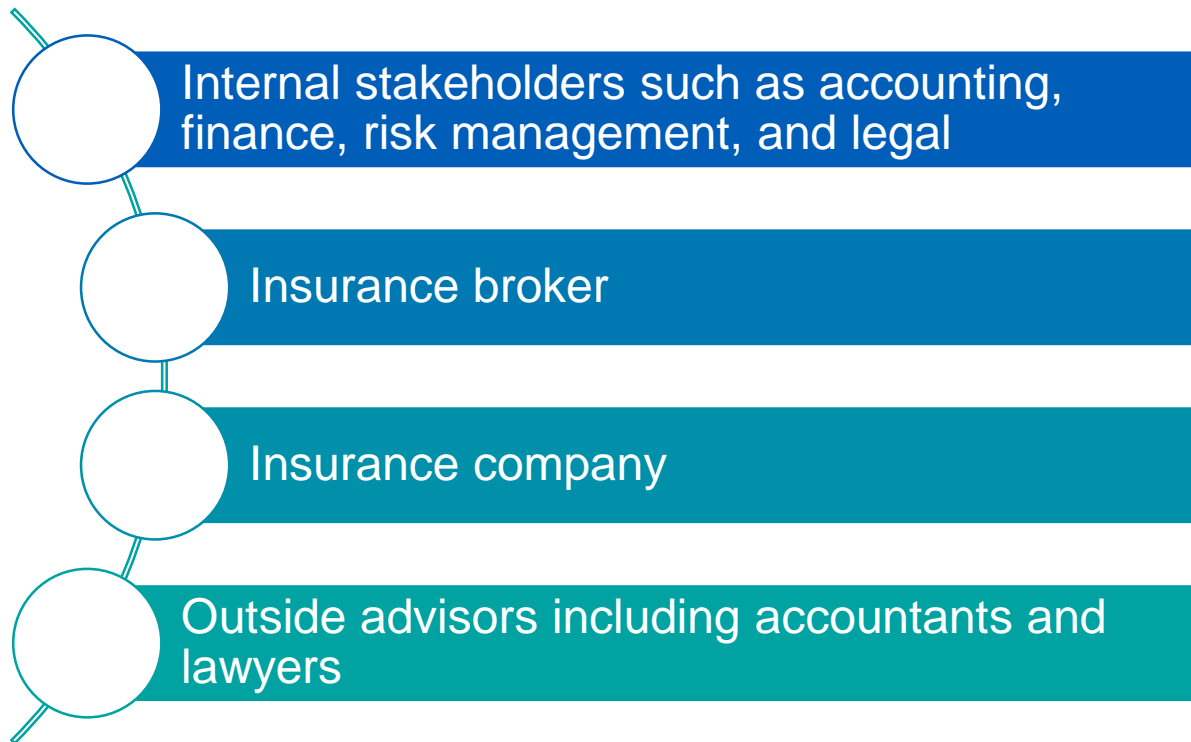 Internal stakeholders such as accounting,
finance, risk management, and legal
Insurance broker
Insurance company
Outside advisors including accountants and
lawyers